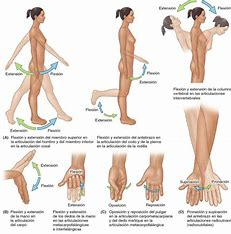 Extensión
Flexión
Extensión
Flexión
Flexión
Extensión
Flexión
Extensión
Flexión
(A) Flexión y extensión del miembro superior en
la articulación del hombro y del miembro inferior
en la articulación coxal
Flexión y extensión del antebrazo en
la articulación del codo y de la pierna
en la articulación de la rodilla
Flexión y extensión de la columna
vertebral en las articulaciones
intervertebrales
Extensión
Flexión
Extensión
Flexión
Oposición
Reposición
Supinación
Pronación
(B) Flexión y extensión
de la mano en la
articulación del
carpo
Flexión y extensión
de los dedos de la mano
en las articulaciones
metacarpofalángicas
e interfalángicas
(C) Oposición y reposición del pulgar en
la articulación carpometacarpiana
y del dedo meñique en la
articulación metacarpofalángica
(D) Pronación y supinación
del antebrazo en
las articulaciones